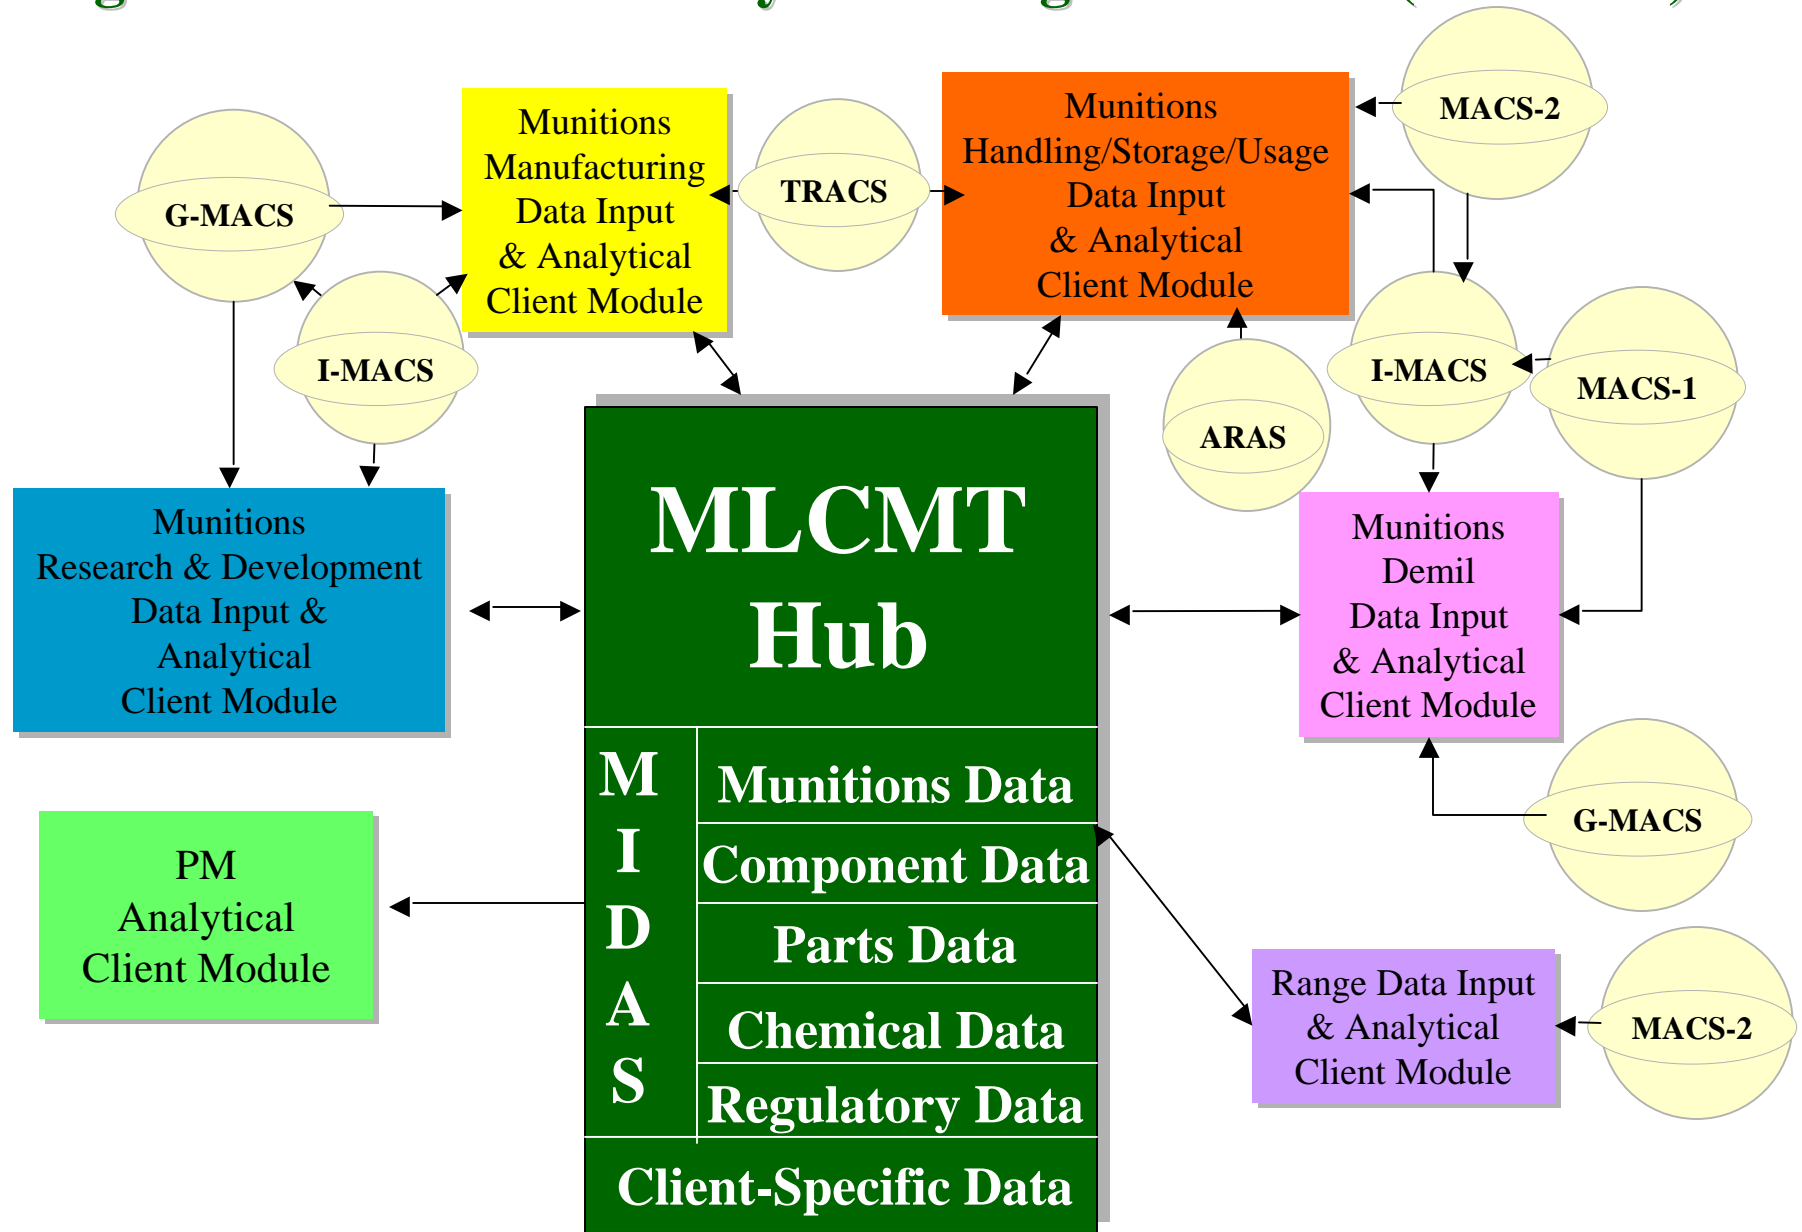 MACS-2
Munitions
Manufacturing
Data Input
& Analytical
Client Module
Munitions
Handling/Storage/Usage
Data Input
& Analytical
Client Module
TRACS
G-MACS
I-MACS
I-MACS
MACS-1
ARAS
MLCMT
Hub
Munitions
Research & Development
Data Input &
Analytical
Client Module
Munitions
Demil
Data Input
& Analytical
Client Module
M
I
D
A
S
Munitions Data
Component Data
Parts Data
Chemical Data
Regulatory Data
Client-Specific Data
G-MACS
PM
Analytical
Client Module
Range Data Input
& Analytical
Client Module
MACS-2